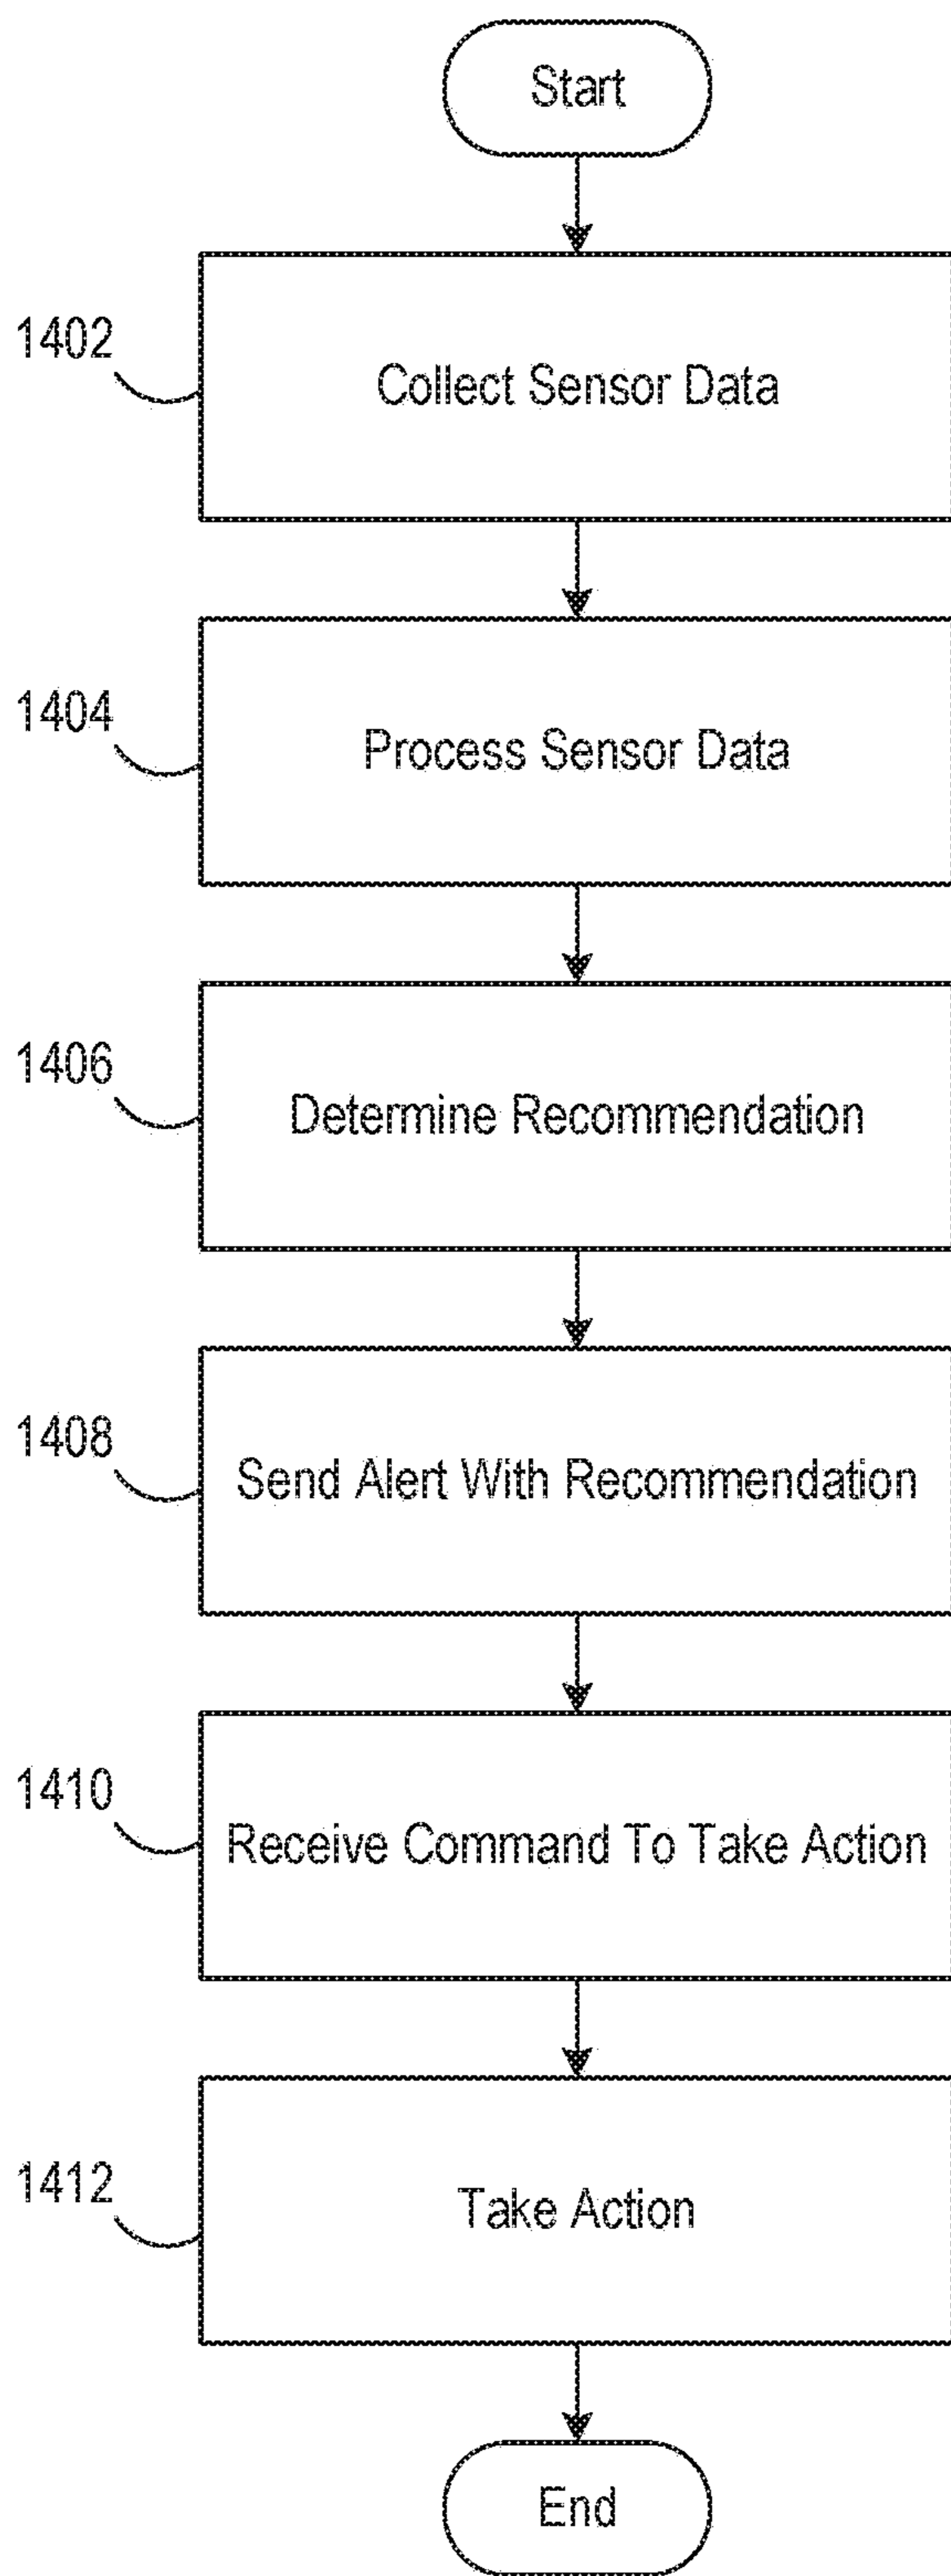 Start
1402
Collect Sensor Data
1404
Process Sensor Data
1406
Determine Recommendation
1408
Send Alert With Recommendation
1410
Receive Command To Take Action
1412
Take Action
End